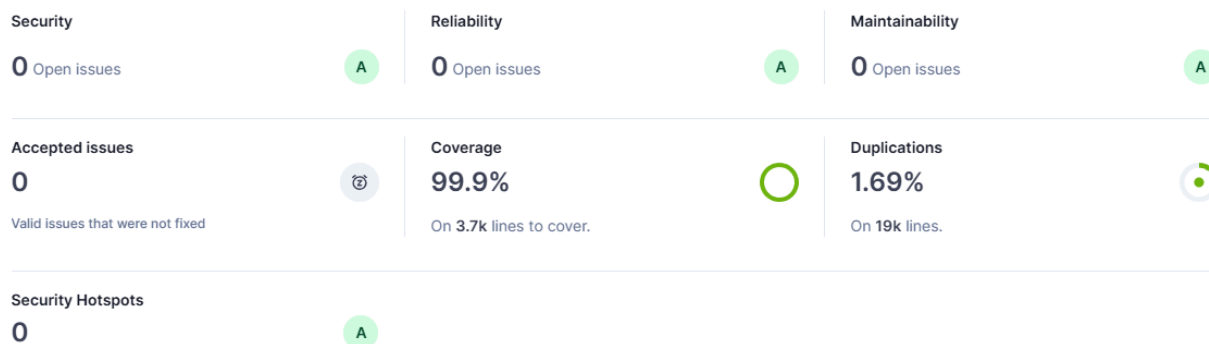 Security
0 Open issues
A
Reliability
0 Open issues
A
Maintainability
0 Open issues
A
Accepted issues
0
Valid issues that were not fixed
Coverage
99.9%
On 3.7k lines to cover.
Duplications
1.69%
On 19k lines.
Security Hotspots
0
A